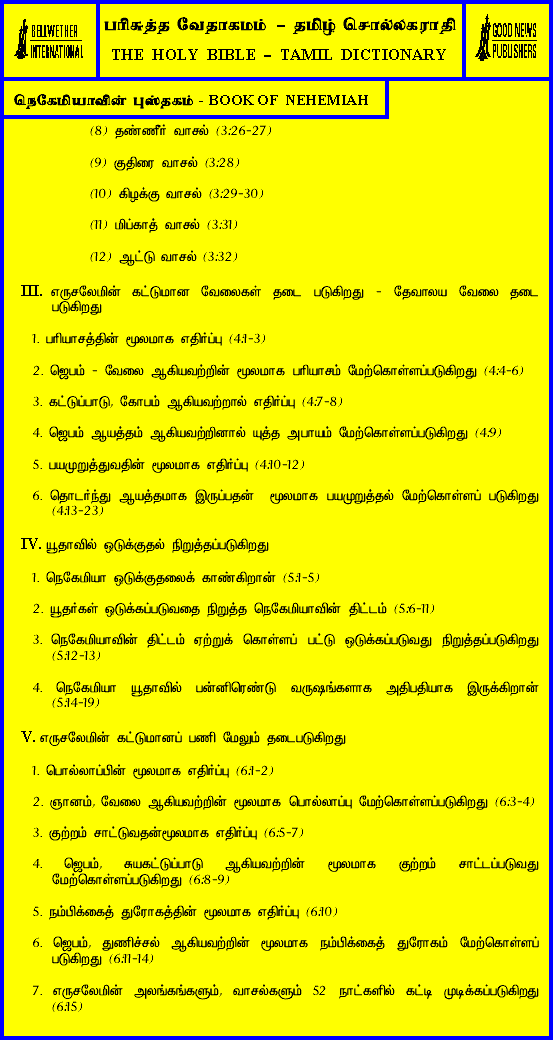 BELLWETHER
INTERNATIONAL
பரிசுத்த வேதாகமம் – தமிழ் சொல்லகராதி
THE HOLY BIBLE – TAMIL DICTIONARY
GOOD NEWS
PUBLISHERS
நெகேமியாவின் புஸ்தகம் - BOOK OF NEHEMIAH
(8) தண்ணீர் வாசல் (3:26-27)
(9) குதிரை வாசல் (3:28)
(10) கிழக்கு வாசல் (3:29-30)
(11) மிப்காத் வாசல் (3:31)
(12) ஆட்டு வாசல் (3:32)
III. எருசலேமின் கட்டுமான வேலைகள் தடை படுகிறது - தேவாலய வேலை தடை
படுகிறது
1. பரியாசத்தின் மூலமாக எதிர்ப்பு (4:1-3)
2. ஜெபம் - வேலை ஆகியவற்றின் மூலமாக பரியாசம் மேற்கொள்ளப்படுகிறது (4:4-6)
3. கட்டுப்பாடு, கோபம் ஆகியவற்றால் எதிர்ப்பு (4:7-8)
4. ஜெபம் ஆயத்தம் ஆகியவற்றினால் யுத்த அபாயம் மேற்கொள்ளப்படுகிறது (4:9)
5. பயமுறுத்துவதின் மூலமாக எதிர்ப்பு (4:10-12)
6. தொடர்ந்து ஆயத்தமாக இருப்பதன் மூலமாக பயமுறுத்தல் மேற்கொள்ளப் படுகிறது
(4:13-23)
IV. யூதாவில் ஒடுக்குதல் நிறுத்தப்படுகிறது
1. நெகேமியா ஒடுக்குதலைக் காண்கிறான் (5:1-5)
2. யூதர்கள் ஒடுக்கப்படுவதை நிறுத்த நெகேமியாவின் திட்டம் (5:6-11)
3. நெகேமியாவின் திட்டம் ஏற்றுக் கொள்ளப் பட்டு ஒடுக்கப்படுவது நிறுத்தப்படுகிறது
(5:12-13)
4. நெகேமியா யூதாவில் பன்னிரெண்டு வருஷங்களாக அதிபதியாக இருக்கிறான்
(5:14-19)
V. எருசலேமின் கட்டுமானப் பணி மேலும் தடைபடுகிறது
1. பொல்லாப்பின் மூலமாக எதிர்ப்பு (6:1-2)
2. ஞானம், வேலை ஆகியவற்றின் மூலமாக பொல்லாப்பு மேற்கொள்ளப்படுகிறது (6:3-4)
3. குற்றம் சாட்டுவதன்மூலமாக எதிர்ப்பு (6:5-7)
4. ஜெபம், சுயகட்டுப்பாடு ஆகியவற்றின் மூலமாக குற்றம் சாட்டப்படுவது
மேற்கொள்ளப்படுகிறது (6:8-9)
5. நம்பிக்கைத் துரோகத்தின் மூலமாக எதிர்ப்பு (6:10)
6. ஜெபம், துணிச்சல் ஆகியவற்றின் மூலமாக நம்பிக்கைத் துரோகம் மேற்கொள்ளப்
படுகிறது (6:11-14)
7. எருசலேமின் அலங்கங்களும், வாசல்களும் 52 நாட்களில் கட்டி முடிக்கப்படுகிறது
(6:15)